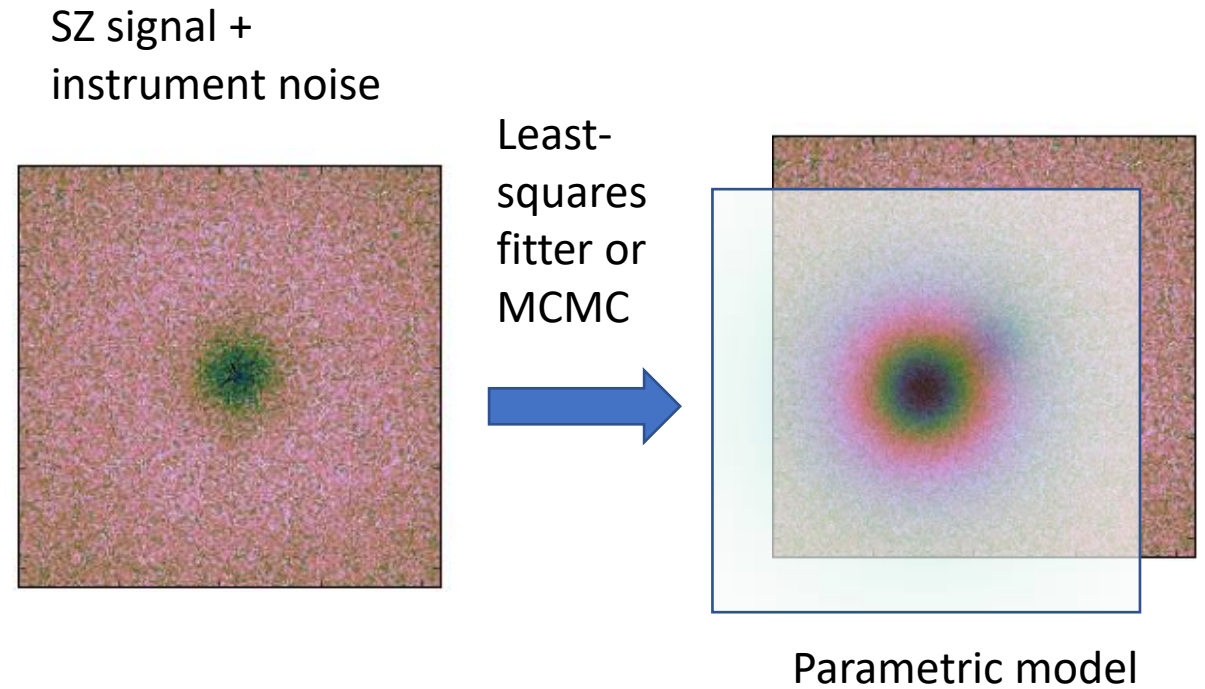 SZ signal +
instrument noise
Least-
squares
fitter or
MCMC
Parametric model